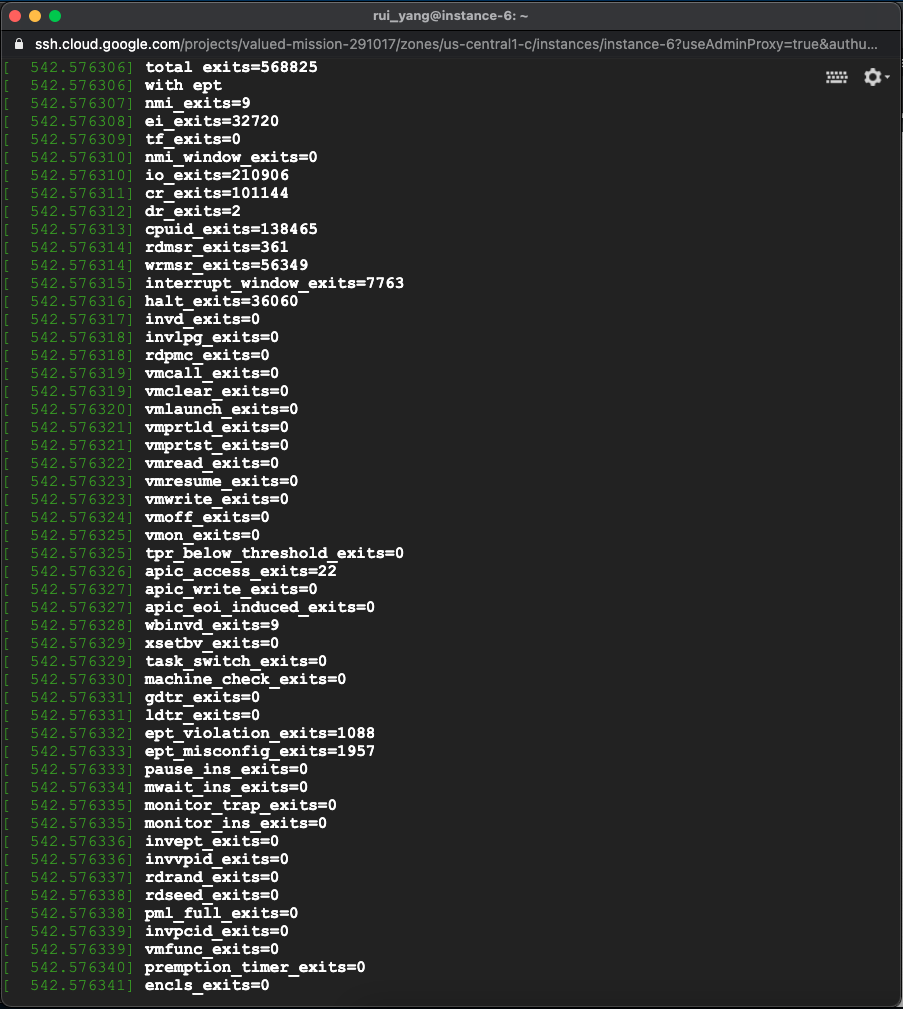 rui_yang@instance-6: ~
ssh.cloud.google.com/projects/valued-mission-291017/zones/us-central1-c/instances/instance-6?useAdminProxy=true&authu...
[  542.576306] total exits=568825
[  542.576306] with ept
[  542.576307] nmi_exits=9
[  542.576308] ei_exits=32720
[  542.576309] tf_exits=0
[  542.576310] nmi_window_exits=0
[  542.576310] io_exits=210906
[  542.576311] cr_exits=101144
[  542.576312] dr_exits=2
[  542.576313] cpuid_exits=138465
[  542.576314] rdmsr_exits=361
[  542.576314] wrmsr_exits=56349
[  542.576315] interrupt_window_exits=7763
[  542.576316] halt_exits=36060
[  542.576317] invd_exits=0
[  542.576318] invlpg_exits=0
[  542.576318] rdpmc_exits=0
[  542.576319] vmcall_exits=0
[  542.576319] vmclear_exits=0
[  542.576320] vmlaunch_exits=0
[  542.576321] vmprtld_exits=0
[  542.576321] vmprtst_exits=0
[  542.576322] vmread_exits=0
[  542.576323] vmresume_exits=0
[  542.576323] vmwrite_exits=0
[  542.576324] vmoff_exits=0
[  542.576325] vmon_exits=0
[  542.576325] tpr_below_threshold_exits=0
[  542.576326] apic_access_exits=22
[  542.576327] apic_write_exits=0
[  542.576327] apic_eoi_induced_exits=0
[  542.576328] wbinvd_exits=9
[  542.576329] xsetbv_exits=0
[  542.576329] task_switch_exits=0
[  542.576330] machine_check_exits=0
[  542.576331] gdtr_exits=0
[  542.576331] ldtr_exits=0
[  542.576332] ept_violation_exits=1088
[  542.576333] ept_misconfig_exits=1957
[  542.576333] pause_ins_exits=0
[  542.576334] mwait_ins_exits=0
[  542.576335] monitor_trap_exits=0
[  542.576335] monitor_ins_exits=0
[  542.576336] invept_exits=0
[  542.576336] invvpid_exits=0
[  542.576337] rdrand_exits=0
[  542.576338] rdseed_exits=0
[  542.576338] pml_full_exits=0
[  542.576339] invpcid_exits=0
[  542.576339] vmfunc_exits=0
[  542.576340] premption_timer_exits=0
[  542.576341] encls_exits=0